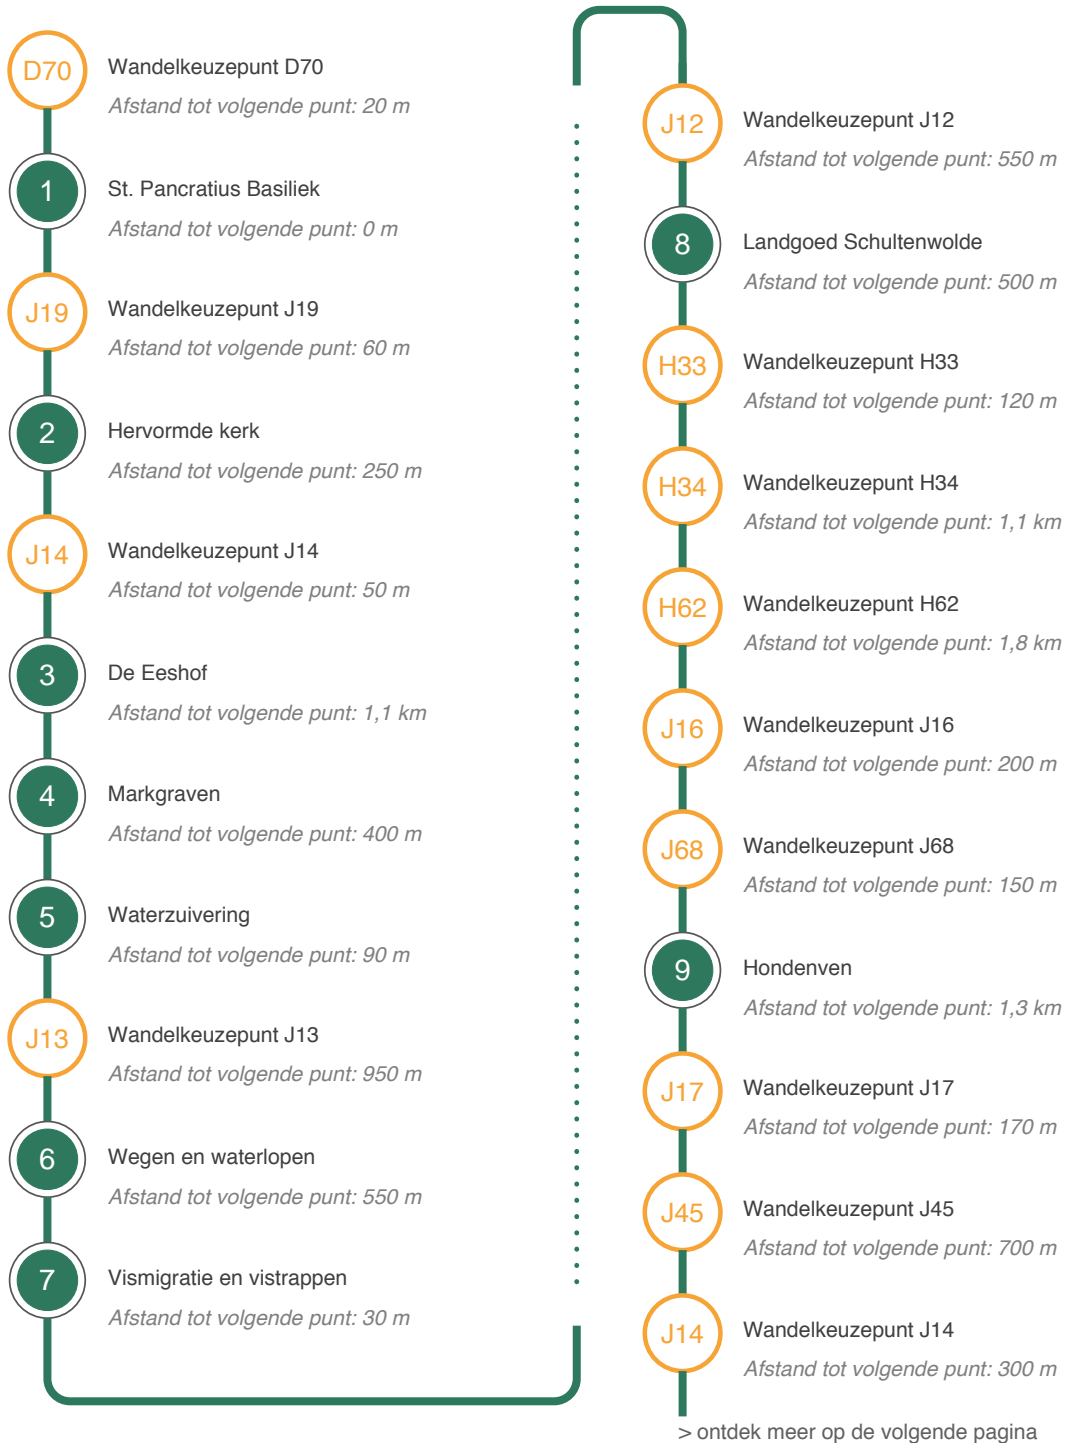 D70
Wandelkeuzepunt D70
Afstand tot volgende punt: 20 m
1
St. Pancratius Basiliek
Afstand tot volgende punt: 0 m
J19
Wandelkeuzepunt J19
Afstand tot volgende punt: 60 m
2
Hervormde kerk
Afstand tot volgende punt: 250 m
J14
Wandelkeuzepunt J14
Afstand tot volgende punt: 50 m
3
De Eeshof
Afstand tot volgende punt: 1,1 km
4
Markgraven
Afstand tot volgende punt: 400 m
5
Waterzuivering
Afstand tot volgende punt: 90 m
J13
Wandelkeuzepunt J13
Afstand tot volgende punt: 950 m
6
Wegen en waterlopen
Afstand tot volgende punt: 550 m
7
Vismigratie en vistrappen
Afstand tot volgende punt: 30 m
J12
Wandelkeuzepunt J12
Afstand tot volgende punt: 550 m
8
Landgoed Schultenwolde
Afstand tot volgende punt: 500 m
H33
Wandelkeuzepunt H33
Afstand tot volgende punt: 120 m
H34
Wandelkeuzepunt H34
Afstand tot volgende punt: 1,1 km
H62
Wandelkeuzepunt H62
Afstand tot volgende punt: 1,8 km
J16
Wandelkeuzepunt J16
Afstand tot volgende punt: 200 m
J68
Wandelkeuzepunt J68
Afstand tot volgende punt: 150 m
9
Hondenven
Afstand tot volgende punt: 1,3 km
J17
Wandelkeuzepunt J17
Afstand tot volgende punt: 170 m
J45
Wandelkeuzepunt J45
Afstand tot volgende punt: 700 m
J14
Wandelkeuzepunt J14
Afstand tot volgende punt: 300 m
> ontdek meer op de volgende pagina